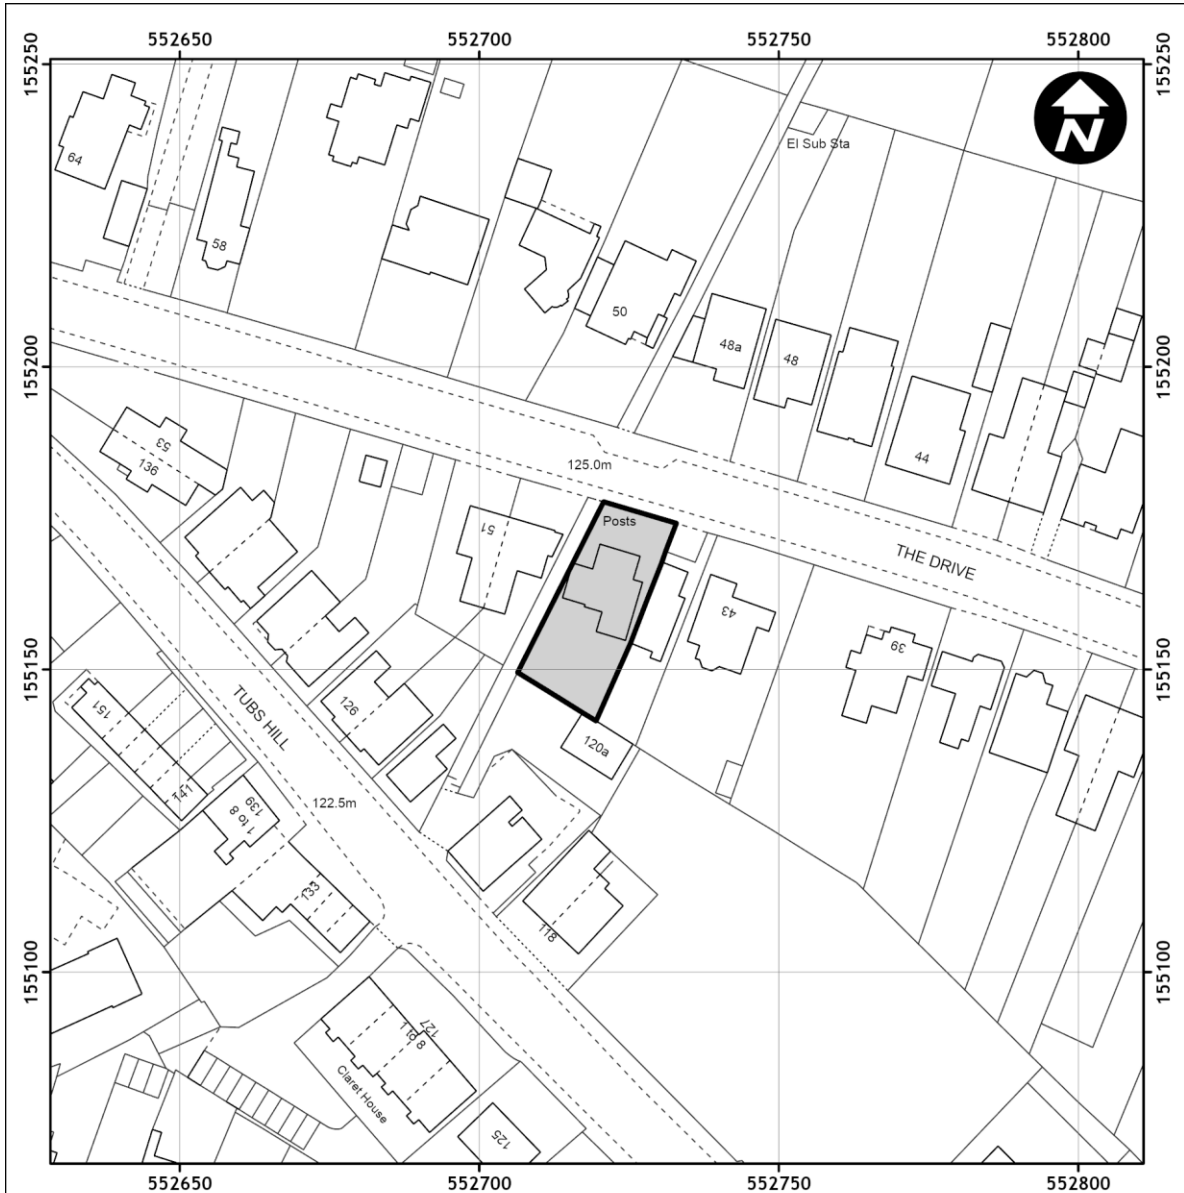 552650 552700 552750 552800
155250
155250
N
El Sub Sta
64
58
50
48a
48
155200
155200
44
53
136
125.0m
51
Posts
THE DRIVE
43
39
155150
155150
126
TUBS HILL
151
120a
141
122.5m
139
1 to 8
133
118
155100
155100
127
1 to 8
Claret House
125
552650 552700 552750 552800